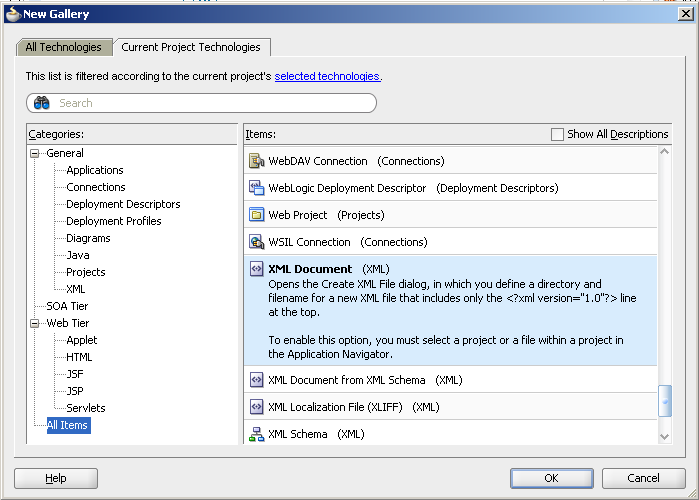 New Gallery
All Technologies
Current Project Technologies
This list is filtered according to the current project's selected technologies.
Search
Categories:
General
Applications
Connections
Deployment Descriptors
Deployment Profiles
Diagrams
Java
Projects
XML
SOA Tier
Web Tier
Applet
HTML
JSF
JSP
Servlets
All Items
Items:
Show All Descriptions
WebDAV Connection (Connections)
WebLogic Deployment Descriptor (Deployment Descriptors)
Web Project (Projects)
WSIL Connection (Connections)
XML Document (XML)
Opens the Create XML File dialog, in which you define a directory and
filename for a new XML file that includes only the <?xml version="1.0"?> line
at the top.
To enable this option, you must select a project or a file within a project in
the Application Navigator.
XML Document from XML Schema (XML)
XML Localization File (XLIFF) (XML)
XML Schema (XML)
Help
OK
Cancel